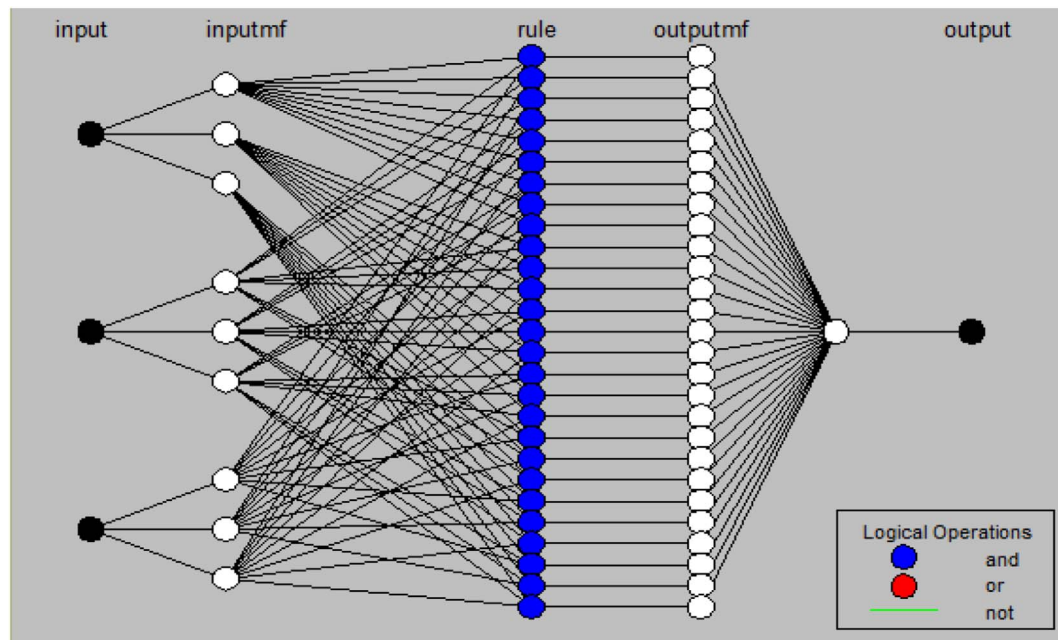 input inputmf rule outputmf output
Logical Operations
and
or
not